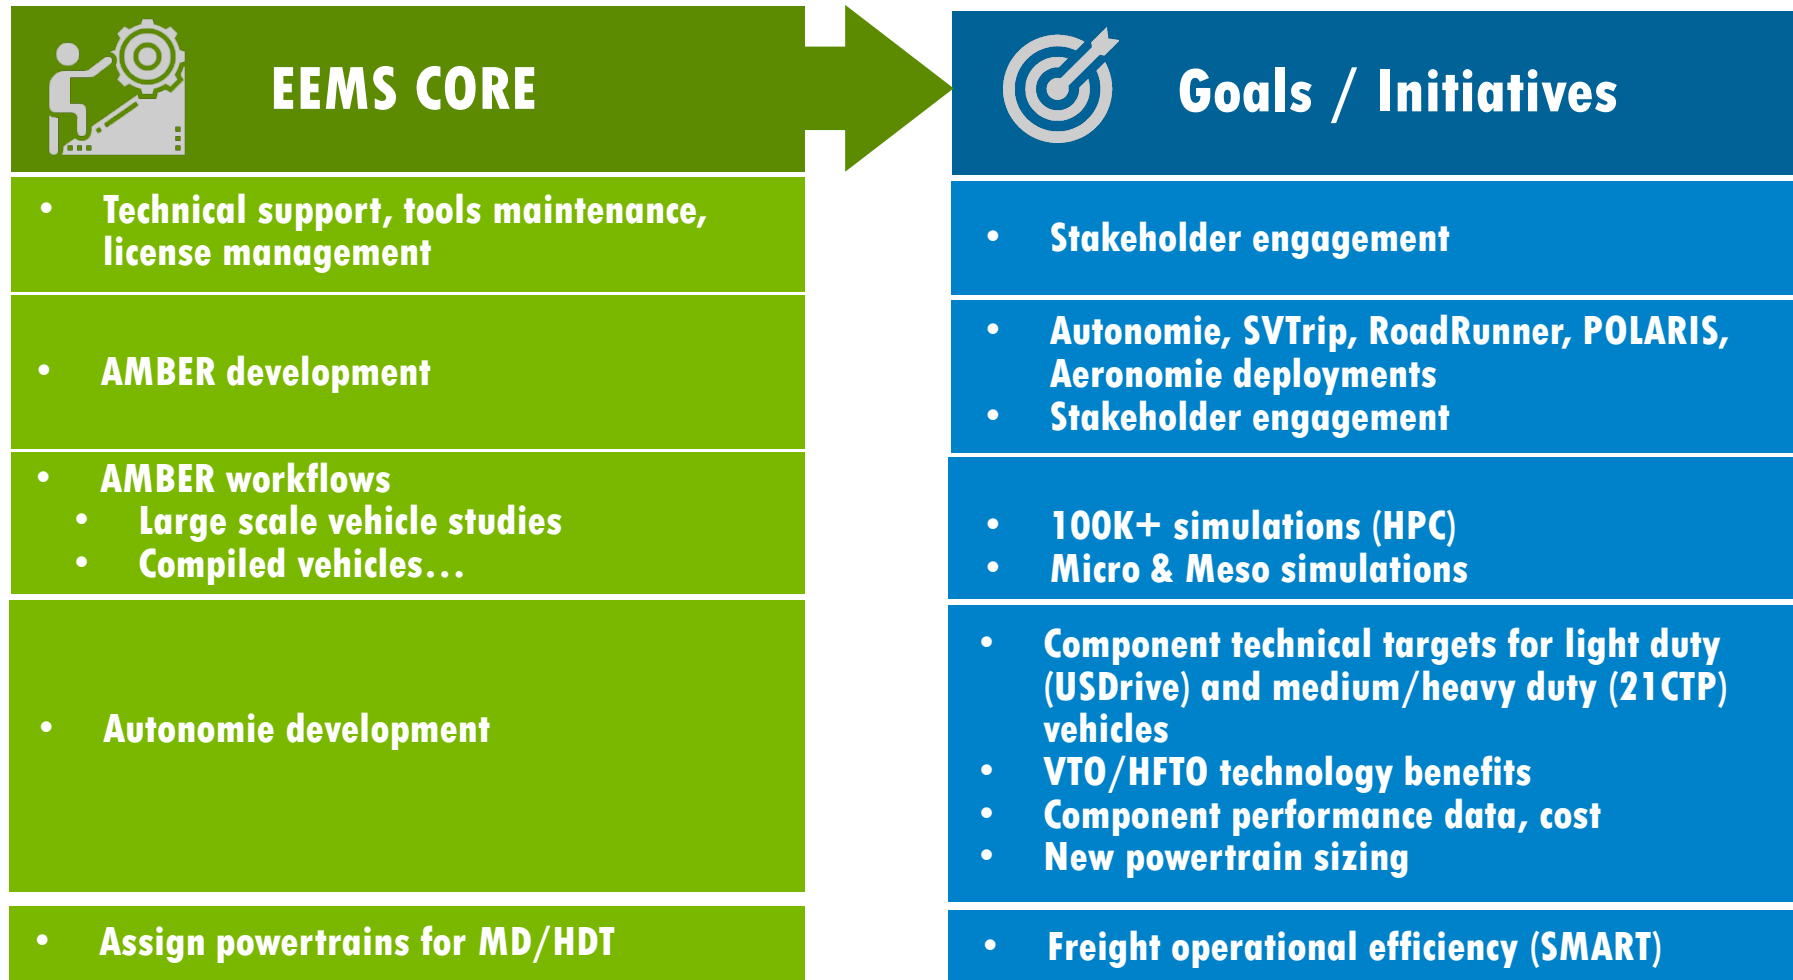 EEMS CORE
Goals / Initiatives
• Technical support, tools maintenance,
license management
• Stakeholder engagement
• AMBER development
• Autonomie, SVTrip, RoadRunner, POLARIS,
Aeronomie deployments
• Stakeholder engagement
• AMBER workflows
• Large scale vehicle studies
• Compiled vehicles...
• 100K+ simulations (HPC)
• Micro & Meso simulations
• Autonomie development
• Component technical targets for light duty
(USDrive) and medium/heavy duty (21CTP)
vehicles
• VTO/HFTO technology benefits
• Component performance data, cost
• New powertrain sizing
• Assign powertrains for MD/HDT
• Freight operational efficiency (SMART)